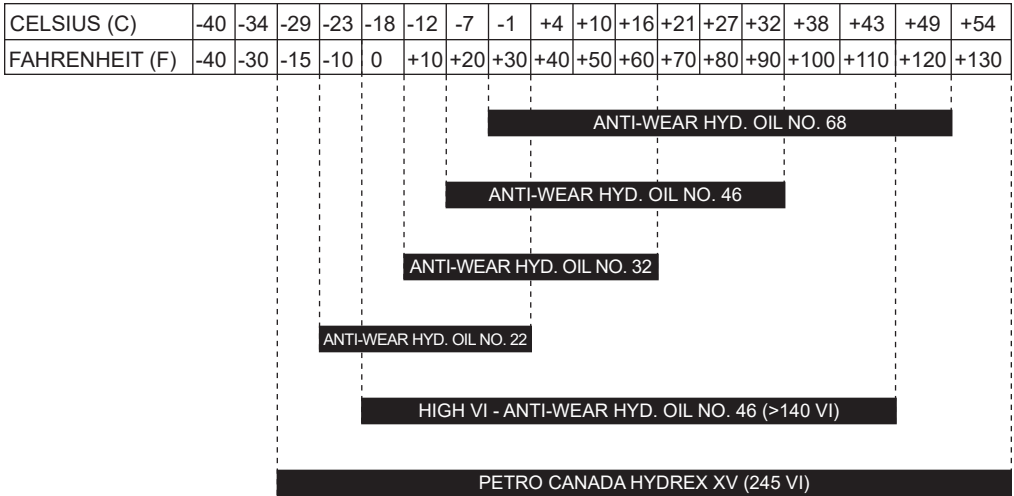 CELSIUS (C) -40 -34 -29 -23 -18 -12 -7 -1 +4 +10 +16 +21 +27 +32 +38 +43 +49 +54
FAHRENHEIT (F) -40 -30 -15 -10 0 +10 +20 +30 +40 +50 +60 +70 +80 +90 +100 +110 +120 +130
ANTI-WEAR HYD. OIL NO. 68
ANTI-WEAR HYD. OIL NO. 46
ANTI-WEAR HYD. OIL NO. 32
ANTI-WEAR HYD. OIL NO. 22
HIGH VI - ANTI-WEAR HYD. OIL NO. 46 (>140 VI)
PETRO CANADA HYDREX XV (245 VI)